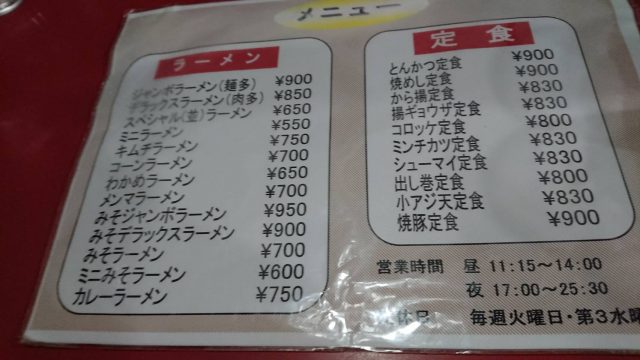 メニュー
ラーメン
ジャンボラーメン(麺多) ¥900
デラックスラーメン(肉多) ¥850
スペシャル(並)ラーメン ¥650
ミニラーメン ¥550
キムチラーメン ¥750
コーンラーメン ¥700
わかめラーメン ¥650
メンマラーメン ¥700
みそジャンボラーメン ¥950
みそデラックスラーメン ¥900
みそラーメン ¥700
ミニみそラーメン ¥600
カレーラーメン ¥750
定食
とんかつ定食 ¥900
焼めし定食 ¥900
から揚定食 ¥830
揚ギョウザ定食 ¥830
コロッケ定食 ¥800
ミンチカツ定食 ¥830
シューマイ定食 ¥830
出し巻定食 ¥800
小アジ天定食 ¥830
焼豚定食 ¥900
営業時間 昼 11:15~14:00
夜 17:00~25:30
休日 毎週火曜日・第3水曜